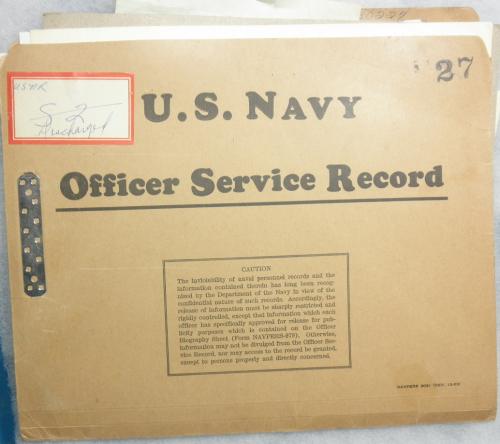 27
USNR
Discharged
U.S. NAVY
Officer Service Record
CAUTION
The inviolability of naval personnel records and the
information contained therein has long been recog-
nized by the Department of the Navy in view of the
confidential nature of such records. Accordingly, the
release of information must be sharply restricted and
rigidly controlled, except that information which each
officer has specifically approved for release for pub-
licity purposes which is contained on the Officer
Biography Sheet (Form NAVPERS-979). Otherwise,
information may not be divulged from the Officer Ser-
vice Record, nor may access to the record be granted,
except to persons properly and directly concerned.